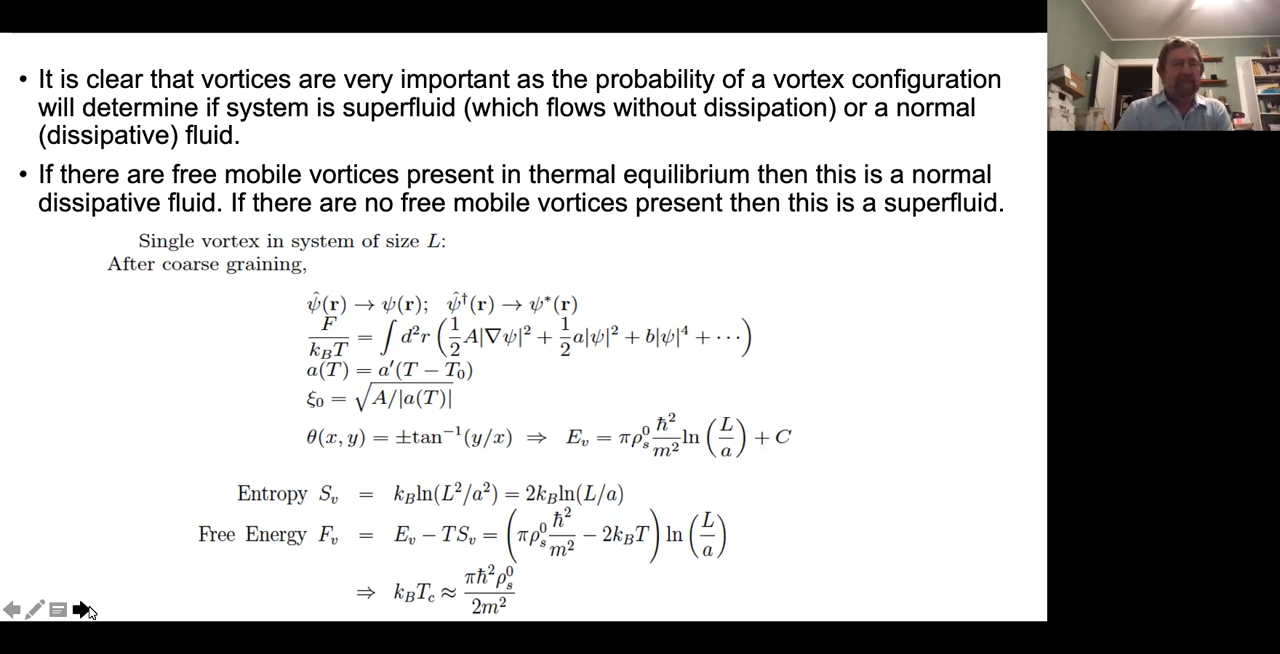 • It is clear that vortices are very important as the probability of a vortex configuration
will determine if system is superfluid (which flows without dissipation) or a normal
(dissipative) fluid.
• If there are free mobile vortices present in thermal equilibrium then this is a normal
dissipative fluid. If there are no free mobile vortices present then this is a superfluid.
Single vortex in system of size L:
After coarse graining,
ψ̂(r) → ψ(r); ψ̂†(r) → ψ*(r)
F/(k_B T) = ∫ d²r (1/2 A|∇ψ|² + 1/2 a|ψ|² + b|ψ|⁴ + ⋯)
a(T) = a′(T − T₀)
ξ₀ = √(A/|a(T)|)
θ(x, y) = ±tan⁻¹(y/x) ⇒ E_v = πρ_s⁰ ħ²/m² ln(L/a) + C
Entropy S_v = k_B ln(L²/a²) = 2k_B ln(L/a)
Free Energy F_v = E_v − TS_v = (πρ_s⁰ ħ²/m² − 2k_B T) ln(L/a)
⇒ k_B T_c ≈ πħ²ρ_s⁰/2m²